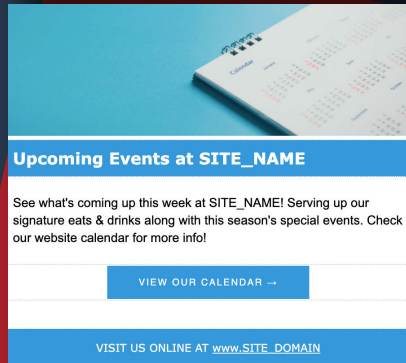 Calendar
Upcoming Events at SITE_NAME
See what's coming up this week at SITE_NAME! Serving up our
signature eats & drinks along with this season's special events. Check
our website calendar for more info!
VIEW OUR CALENDAR →
VISIT US ONLINE AT www.SITE_DOMAIN